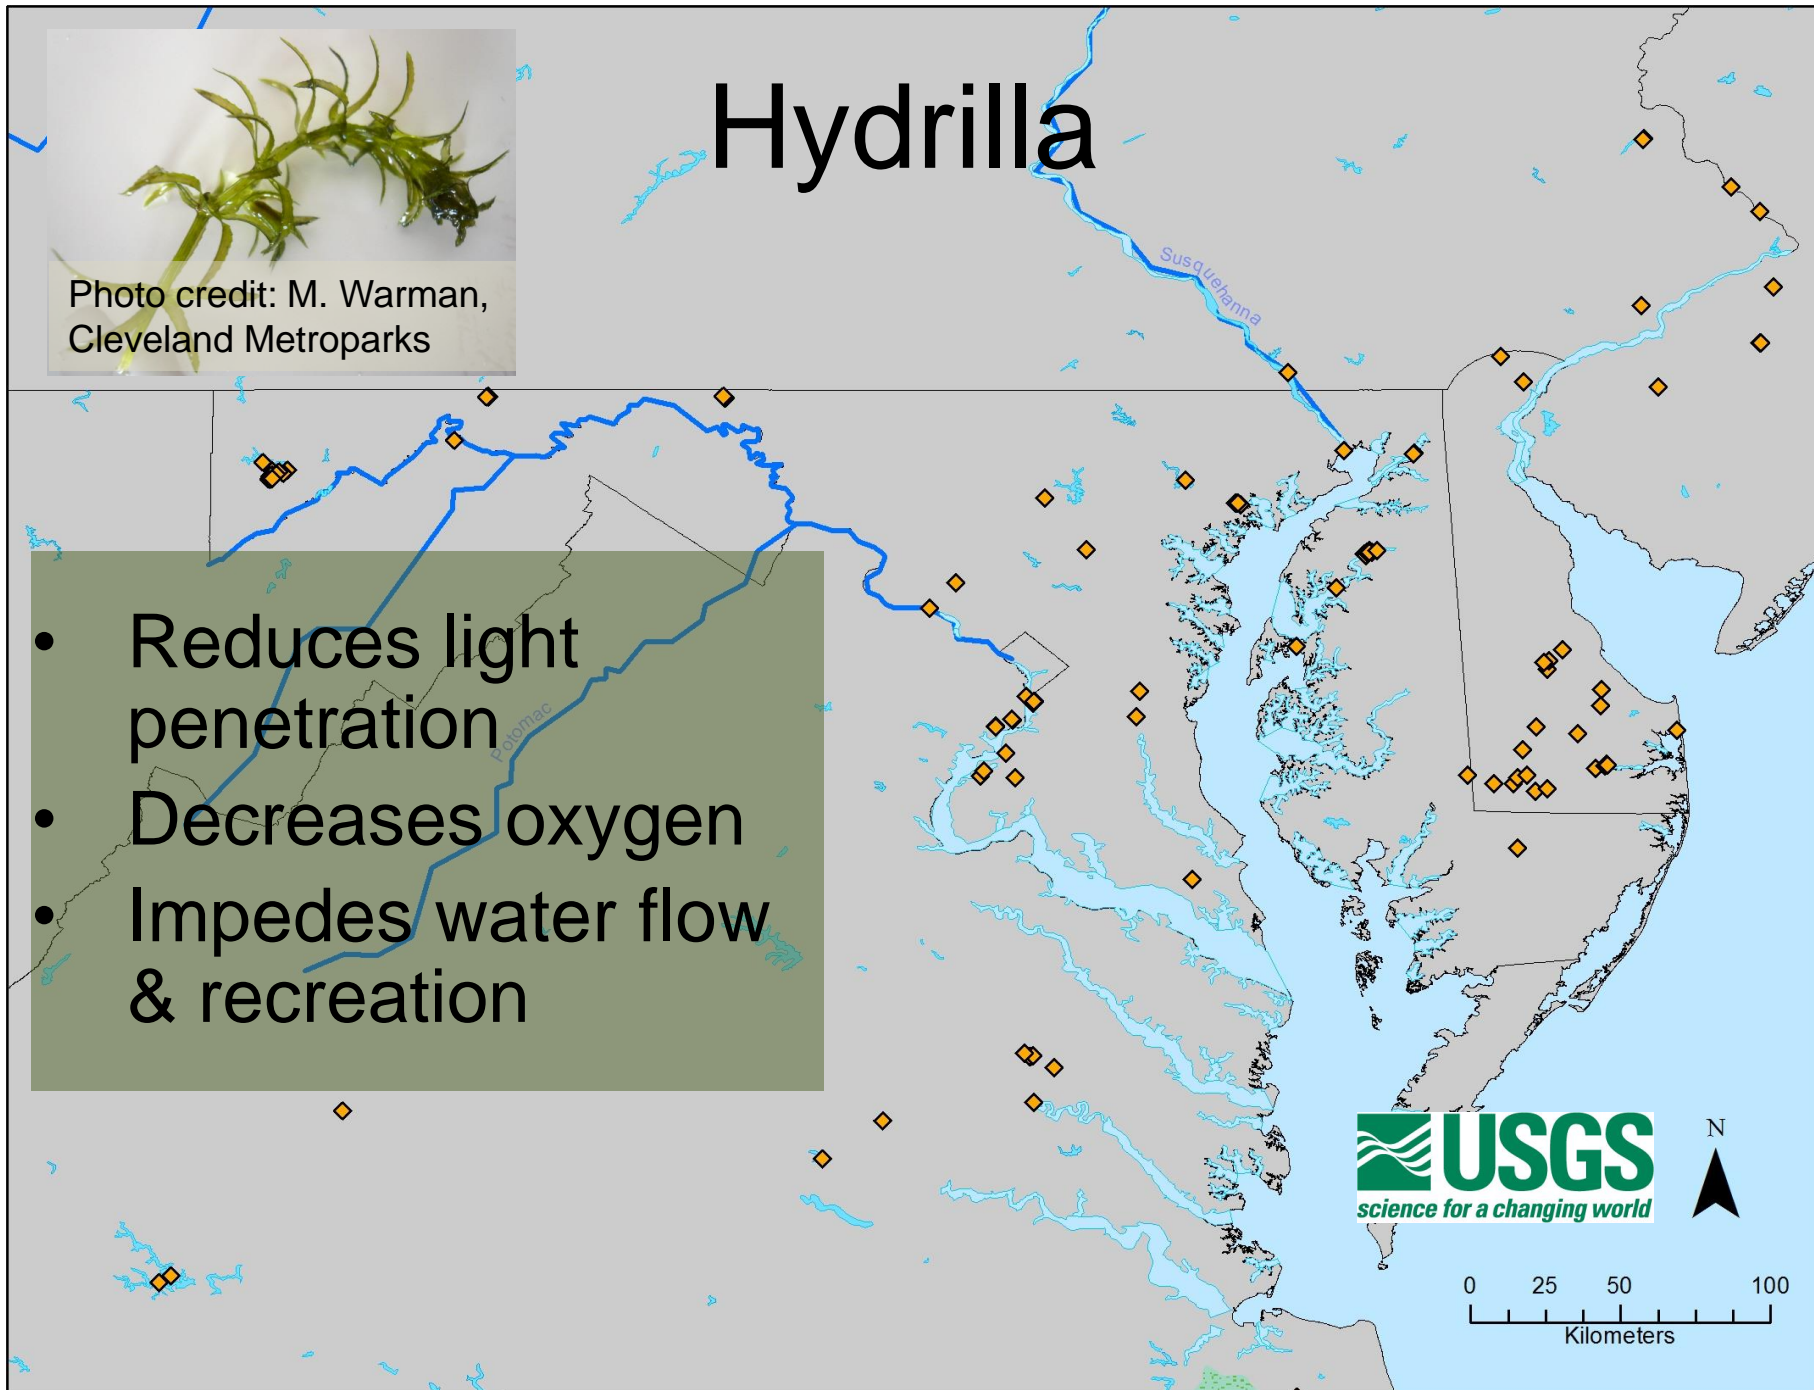 Hydrilla
Photo credit: M. Warman,
Cleveland Metroparks
Susquehanna
Potomac
• Reduces light
penetration
• Decreases oxygen
• Impedes water flow
& recreation
USGS
science for a changing world
N
0 25 50 100
Kilometers